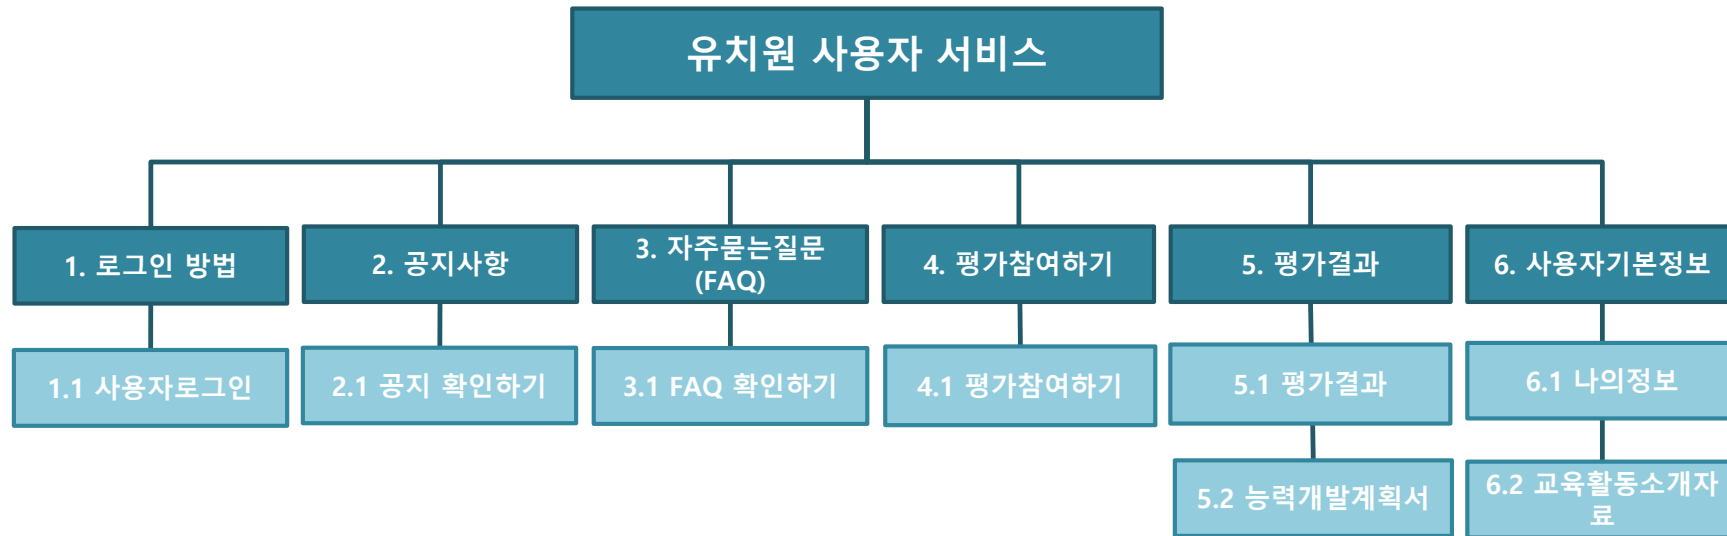 유치원 사용자 서비스
1. 로그인 방법
2. 공지사항
3. 자주묻는질문
(FAQ)
4. 평가참여하기
5. 평가결과
6. 사용자기본정보
1.1 사용자로그인
2.1 공지 확인하기
3.1 FAQ 확인하기
4.1 평가참여하기
5.1 평가결과
6.1 나의정보
5.2 능력개발계획서
6.2 교육활동소개자
료